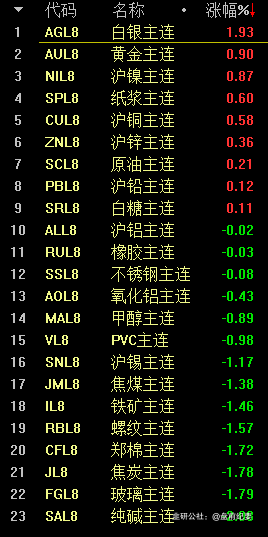 代码 名称 • 涨幅%↓
1 AGL8 白银主连 1.93
2 AUL8 黄金主连 0.90
3 NIL8 沪镍主连 0.87
4 SPL8 纸浆主连 0.60
5 CUL8 沪铜主连 0.58
6 ZNL8 沪锌主连 0.36
7 SCL8 原油主连 0.21
8 PBL8 沪铅主连 0.12
9 SRL8 白糖主连 0.11
10 ALL8 沪铝主连 -0.02
11 RUL8 橡胶主连 -0.03
12 SSL8 不锈钢主连 -0.08
13 AOL8 氧化铝主连 -0.43
14 MAL8 甲醇主连 -0.89
15 VL8 PVC主连 -0.98
16 SNL8 沪锡主连 -1.17
17 JML8 焦煤主连 -1.38
18 IL8 铁矿主连 -1.46
19 RBL8 螺纹主连 -1.57
20 CFL8 郑棉主连 -1.72
21 JL8 焦炭主连 -1.78
22 FGL8 玻璃主连 -1.79
23 SAL8 纯碱主连
韭研公社：@